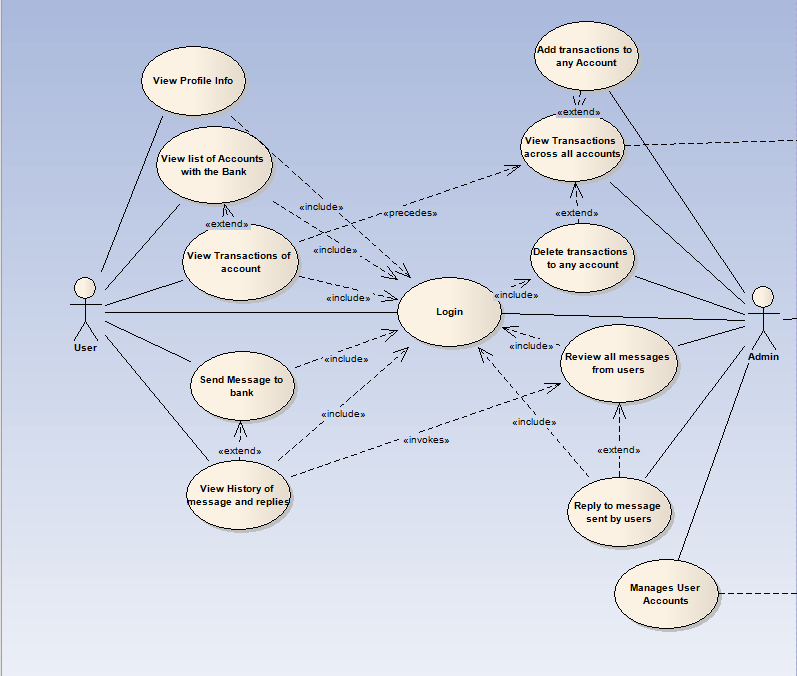 Add transactions to
any Account
View Profile Info
«extend»
View Transactions
across all accounts
View list of Accounts
with the Bank
«include»
«precedes»
«extend»
«extend»
View Transactions of
account
«include»
Delete transactions
to any account
«include»
«include»
Login
User
Admin
«include»
«include»
Review all messages
from users
Send Message to
bank
«include»
«include»
«invokes»
«extend»
«extend»
View History of
message and replies
Reply to message
sent by users
Manages User
Accounts